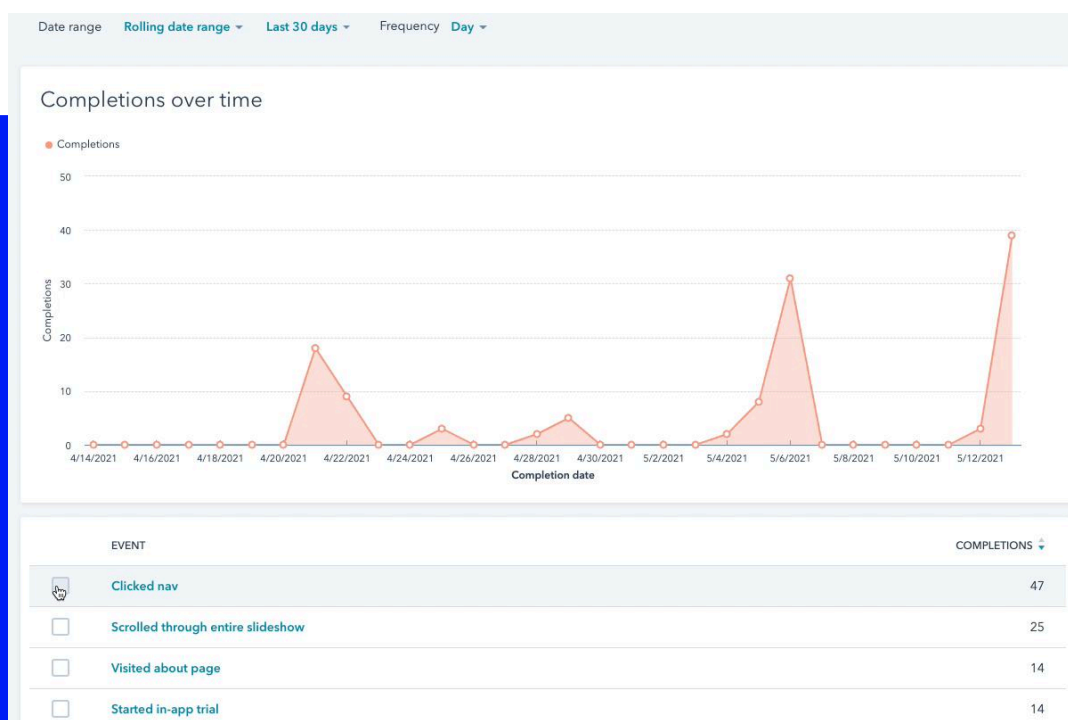 Date range Rolling date range Last 30 days Frequency Day
Completions over time
Completions
50
40
30
20
10
0
Completions
4/14/2021 4/16/2021 4/18/2021 4/20/2021 4/22/2021 4/24/2021 4/26/2021 4/28/2021 4/30/2021 5/2/2021 5/4/2021 5/6/2021 5/8/2021 5/10/2021 5/12/2021
Completion date
EVENT COMPLETIONS
Clicked nav 47
Scrolled through entire slideshow 25
Visited about page 14
Started in-app trial 14